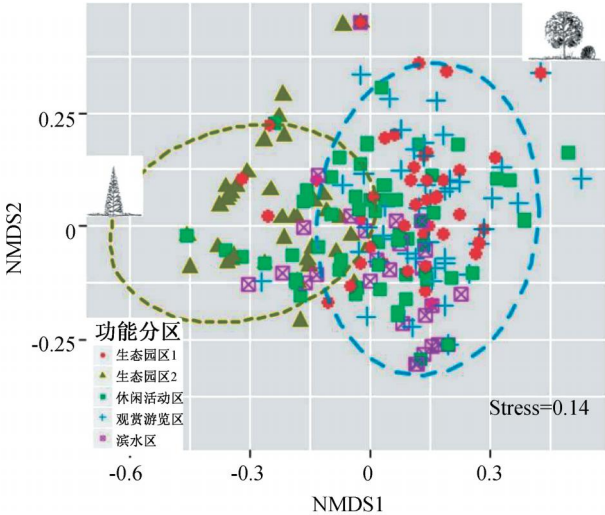 0.25
0
-0.25
NMDS2
功能分区
生态园区1
生态园区2
休闲活动区
观赏游览区
滨水区
Stress=0.14
-0.6
-0.3
0
0.3
NMDS1